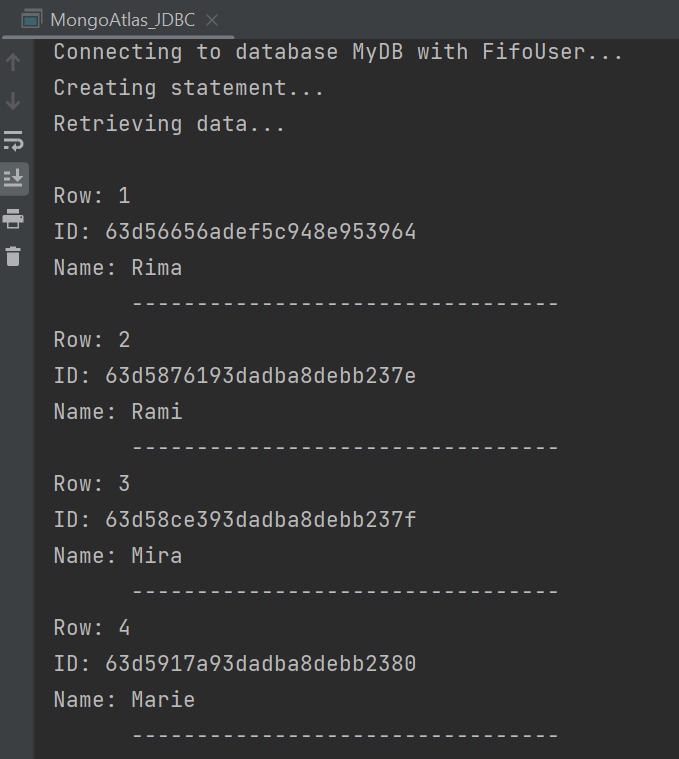 MongoAtlas_JDBC
Connecting to database MyDB with FifoUser...
Creating statement...
Retrieving data...
Row: 1
ID: 63d56656adef5c948e953964
Name: Rima
---------------------------------
Row: 2
ID: 63d5876193dadba8debb237e
Name: Rami
---------------------------------
Row: 3
ID: 63d58ce393dadba8debb237f
Name: Mira
---------------------------------
Row: 4
ID: 63d5917a93dadba8debb2380
Name: Marie
---------------------------------